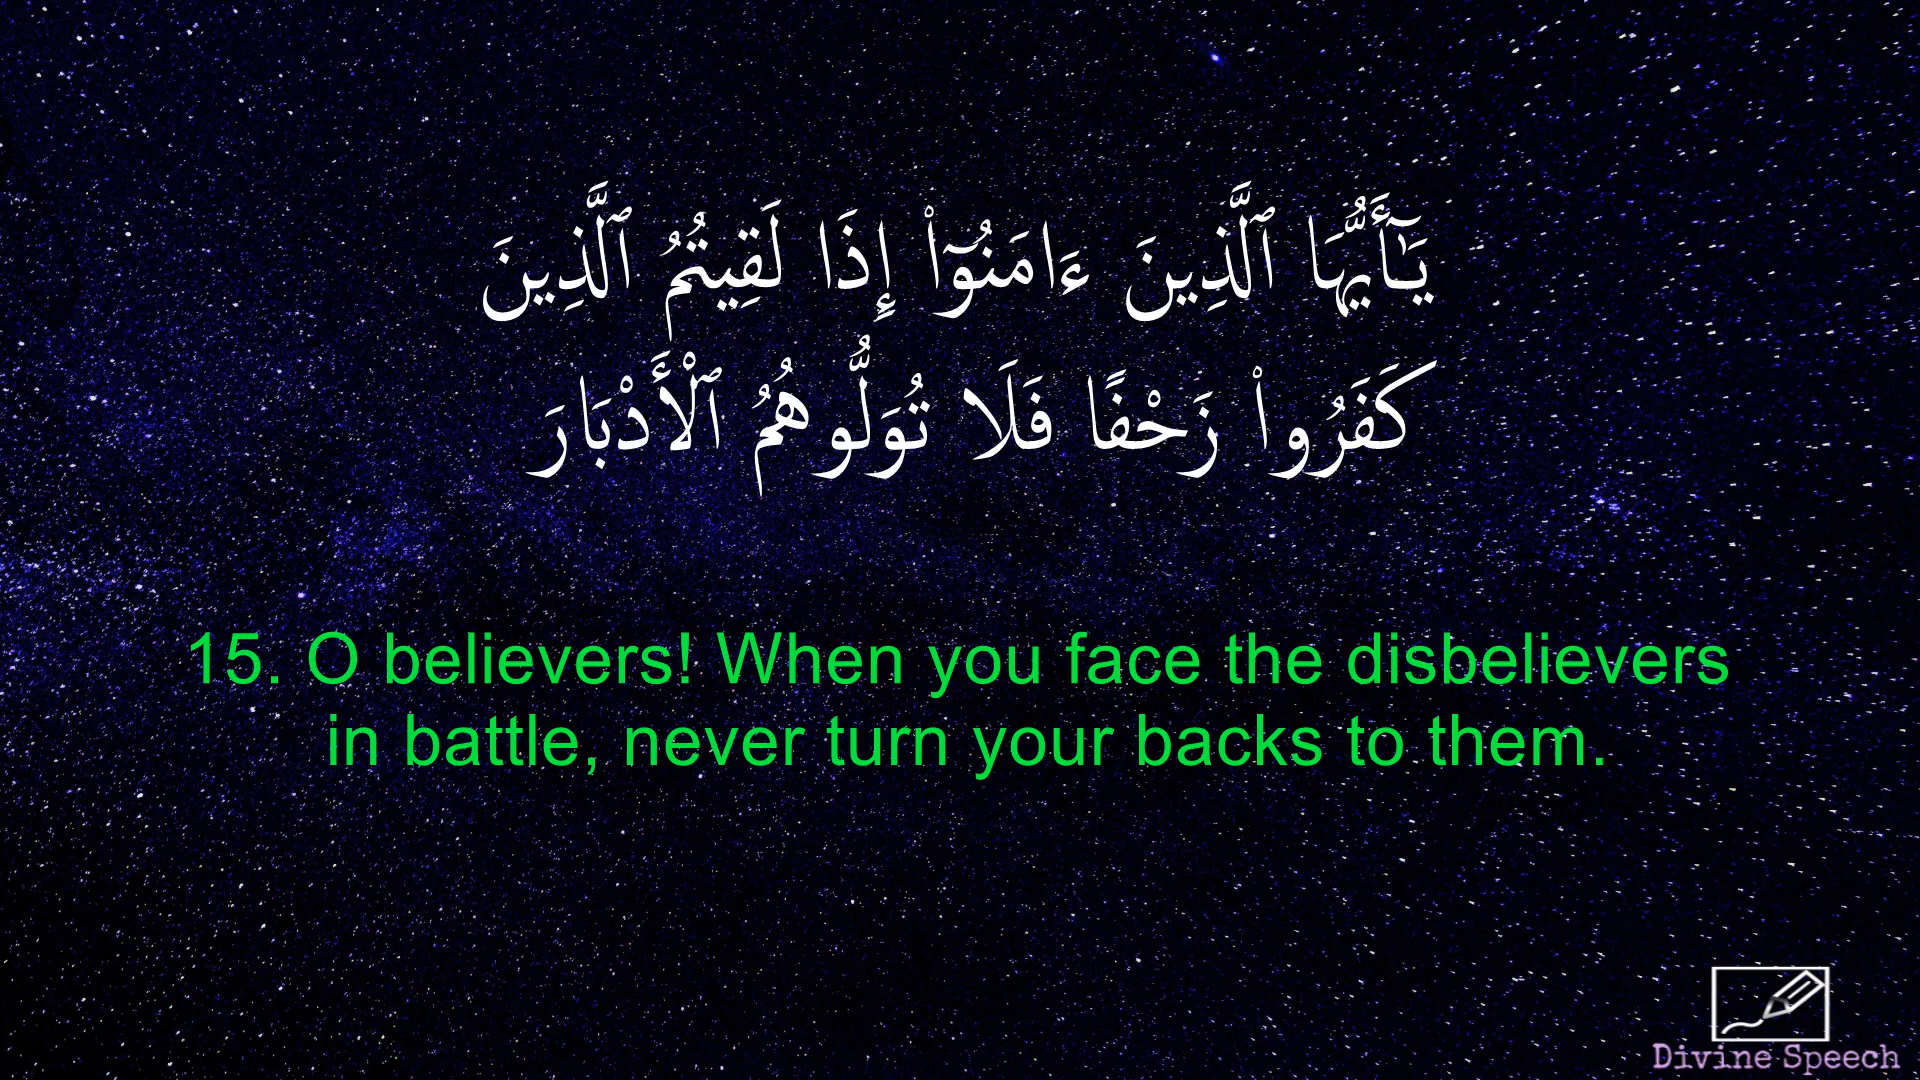 يَـٰٓأَيُّهَا ٱلَّذِينَ ءَامَنُوٓا۟ إِذَا لَقِيتُمُ ٱلَّذِينَ
كَفَرُوا۟ زَحْفًا فَلَا تُوَلُّوهُمُ ٱلْأَدْبَارَ
15. O believers! When you face the disbelievers
in battle, never turn your backs to them.
Divine Speech